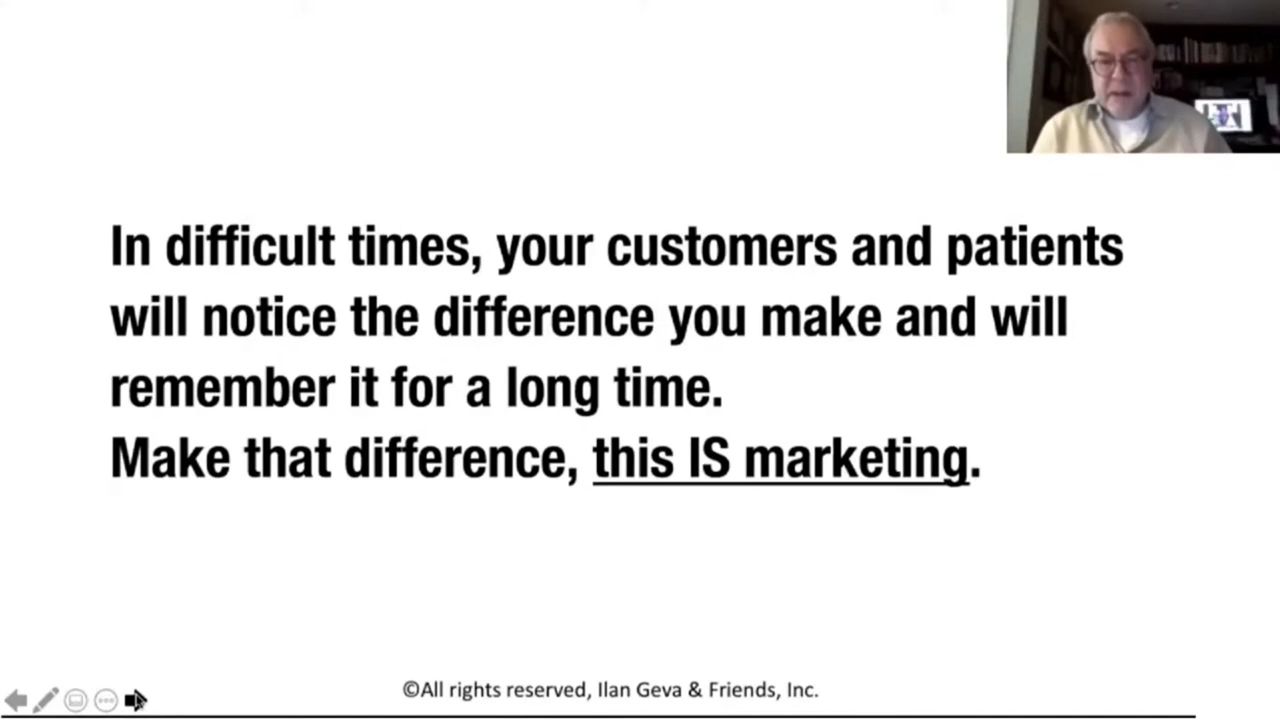 In difficult times, your customers and patients
will notice the difference you make and will
remember it for a long time.
Make that difference, this IS marketing.
©All rights reserved, Ilan Geva & Friends, Inc.